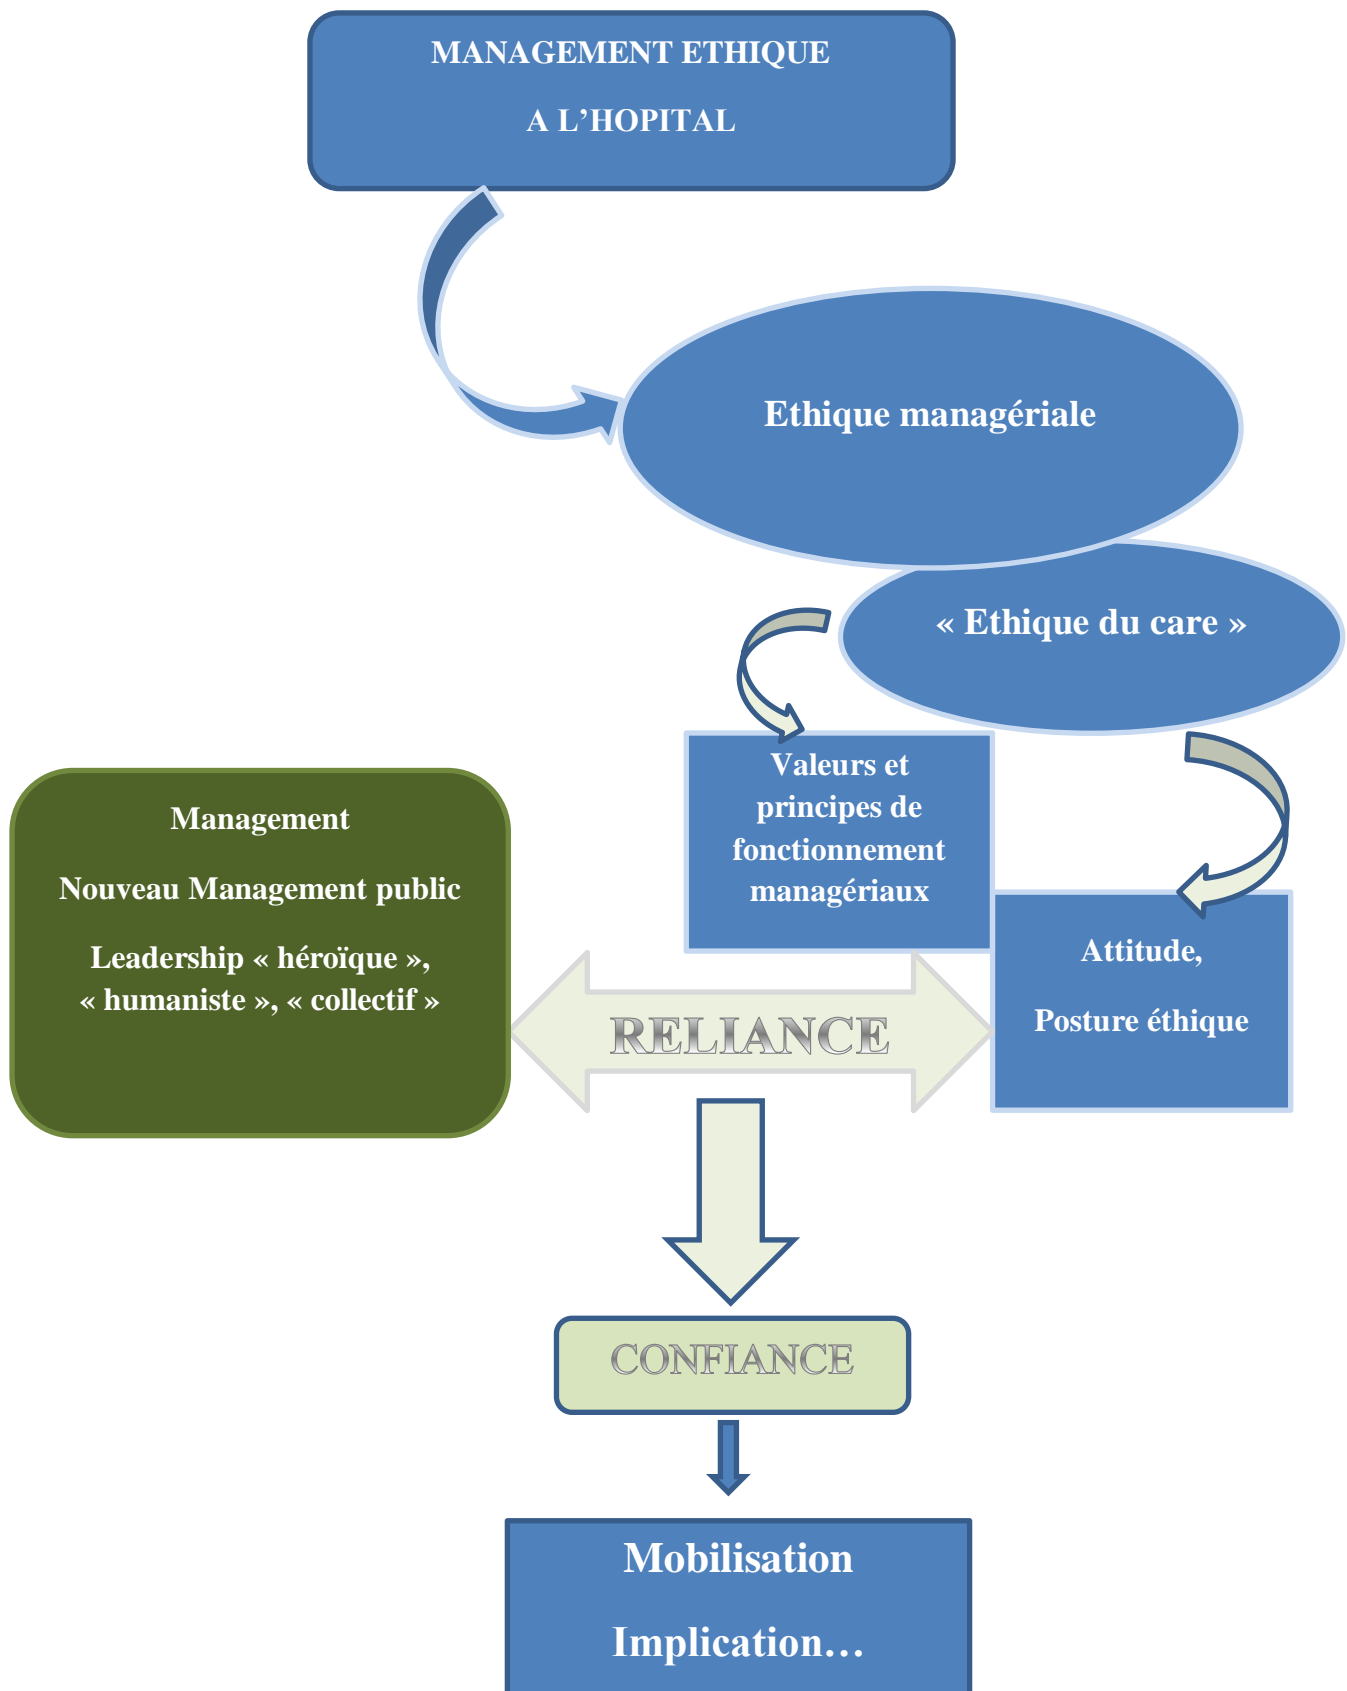 MANAGEMENT ETHIQUE
A L’HOPITAL
Ethique managériale
« Ethique du care »
Valeurs et
principes de
fonctionnement
managériaux
Management
Nouveau Management public
Leadership « héroïque »,
« humaniste », « collectif »
Attitude,
Posture éthique
RELIANCE
CONFIANCE
Mobilisation
Implication…